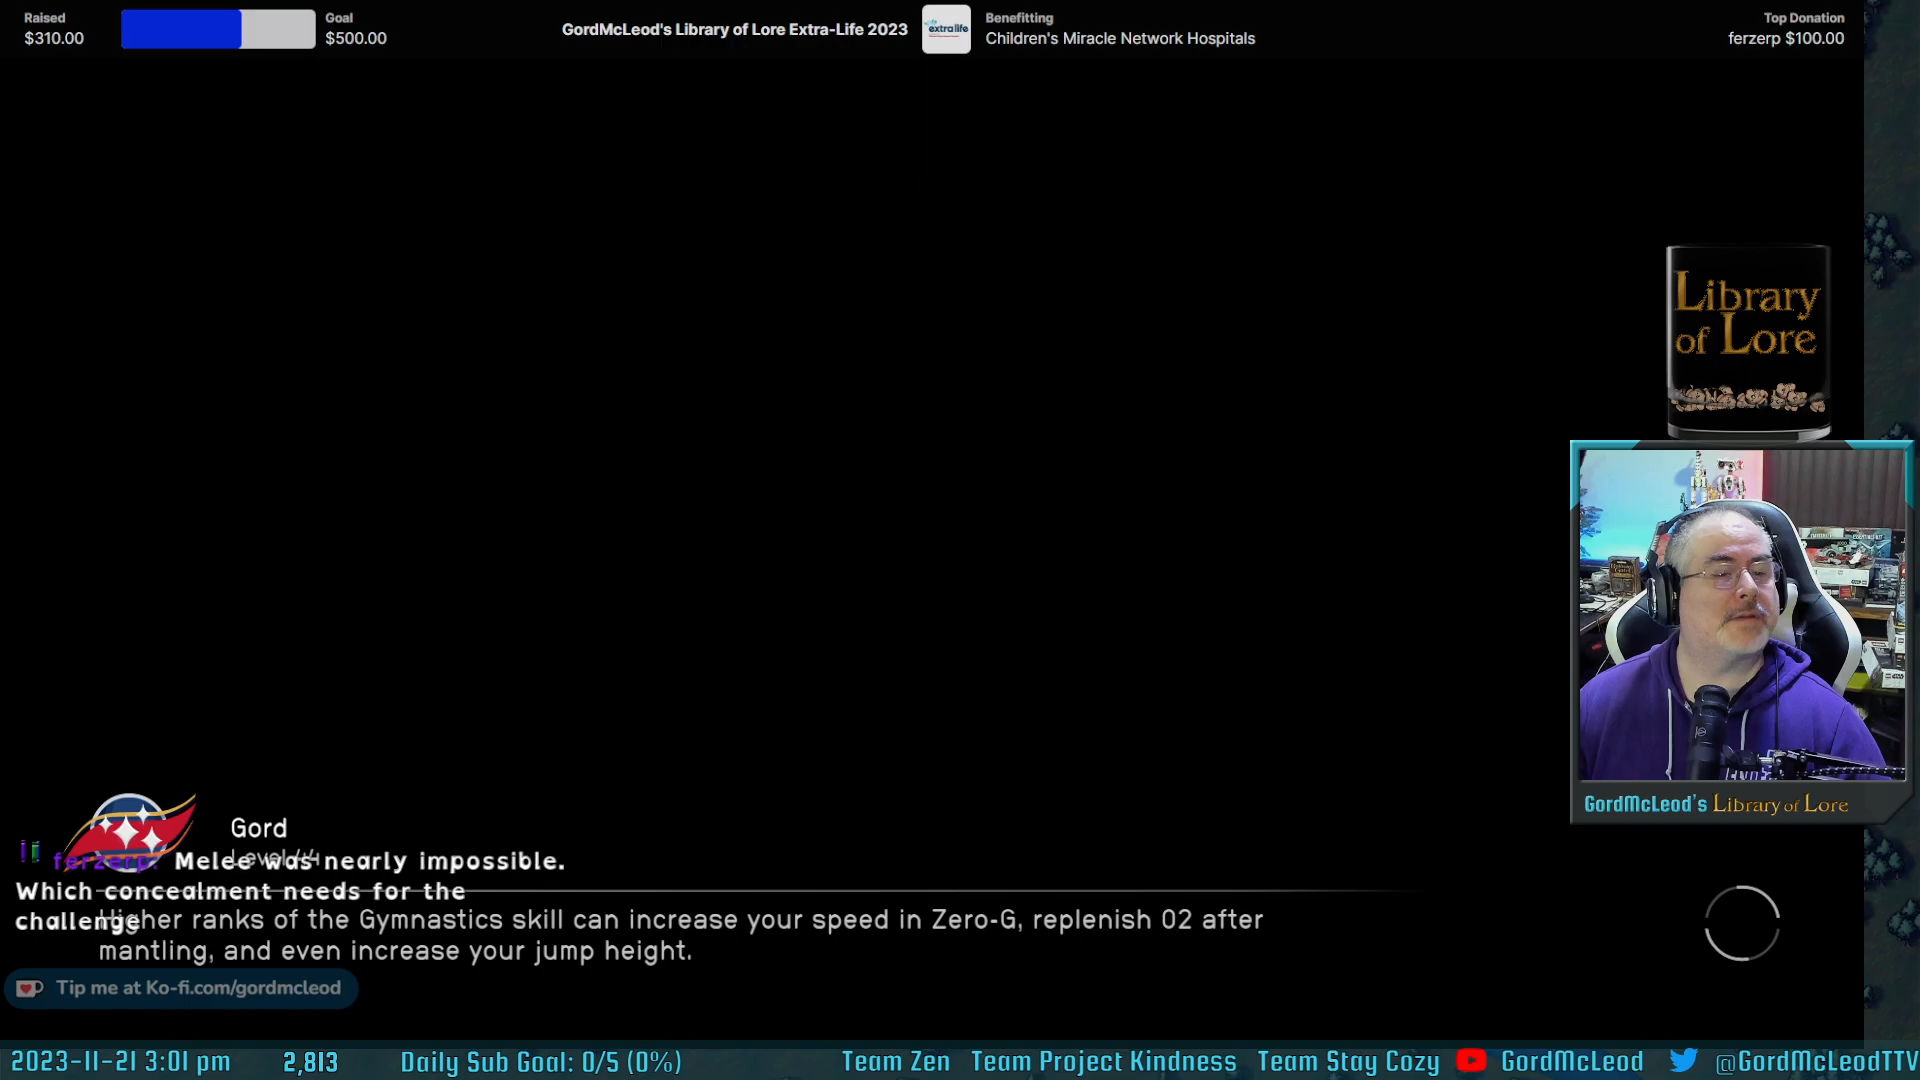 Raised
$310.00
Goal
$500.00
GordMcLeod's Library of Lore Extra-Life 2023
extralife
Benefitting
Children's Miracle Network Hospitals
Top Donation
ferzerp $100.00
Library
of Lore
GordMcLeod's Library of Lore
Gord
ferzerp: Melee was nearly impossible.
Which concealment needs for the
challenge
Higher ranks of the Gymnastics skill can increase your speed in Zero-G, replenish O2 after
mantling, and even increase your jump height.
Tip me at Ko-fi.com/gordmcleod
2023-11-21 3:01 pm 2,813 Daily Sub Goal: 0/5 (0%) Team Zen Team Project Kindness Team Stay Cozy GordMcLeod @GordMcLeodTTV